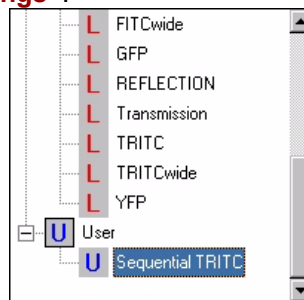 L FITCwide
L GFP
L REFLECTION
L Transmission
L TRITC
L TRITCwide
L YFP
U User
U Sequential TRITC